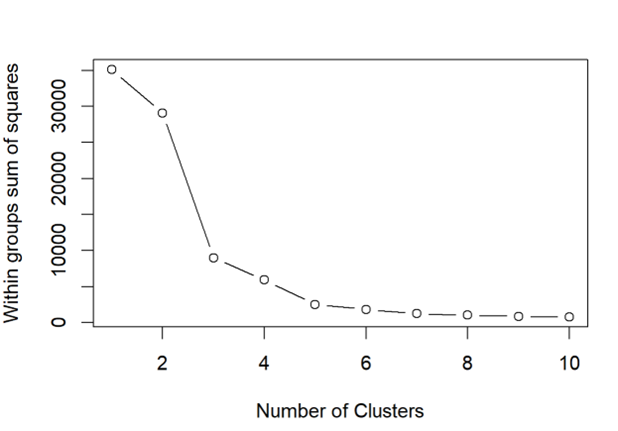 Within groups sum of squares
30000
20000
10000
0
2 4 6 8 10
Number of Clusters